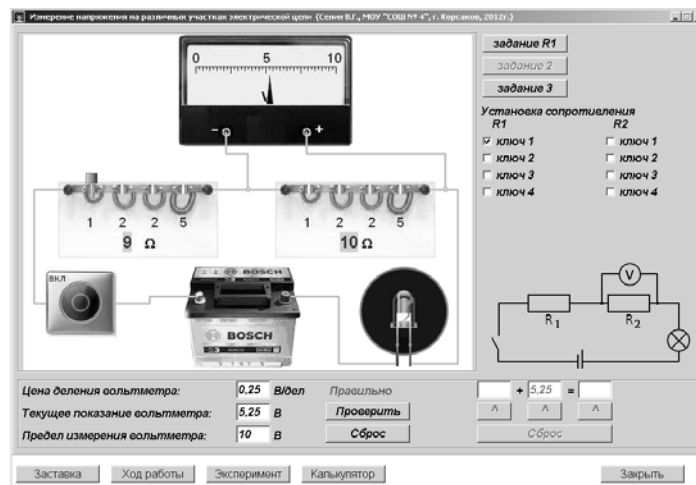 Измерение напряжения на различных участках электрической цепи (Сенин В.Г., МОУ "СОШ № 4", г. Корсаков, 2012г.)
0 5 10
V
- +
1 2 2 5
9 Ω
1 2 2 5
10 Ω
ВКЛ
BOSCH
BOSCH
задание R1
задание 2
задание 3
Установка сопротивления
R1 R2
ключ 1 ключ 1
ключ 2 ключ 2
ключ 3 ключ 3
ключ 4 ключ 4
V
R1 R2
Цена деления вольтметра: 0,25 В/дел Правильно
+ 5,25 =
Текущее показание вольтметра: 5,25 В Проверить
^ ^ ^
Предел измерения вольтметра: 10 В Сброс
Сброс
Заставка Ход работы Эксперимент Калькулятор Закрыть